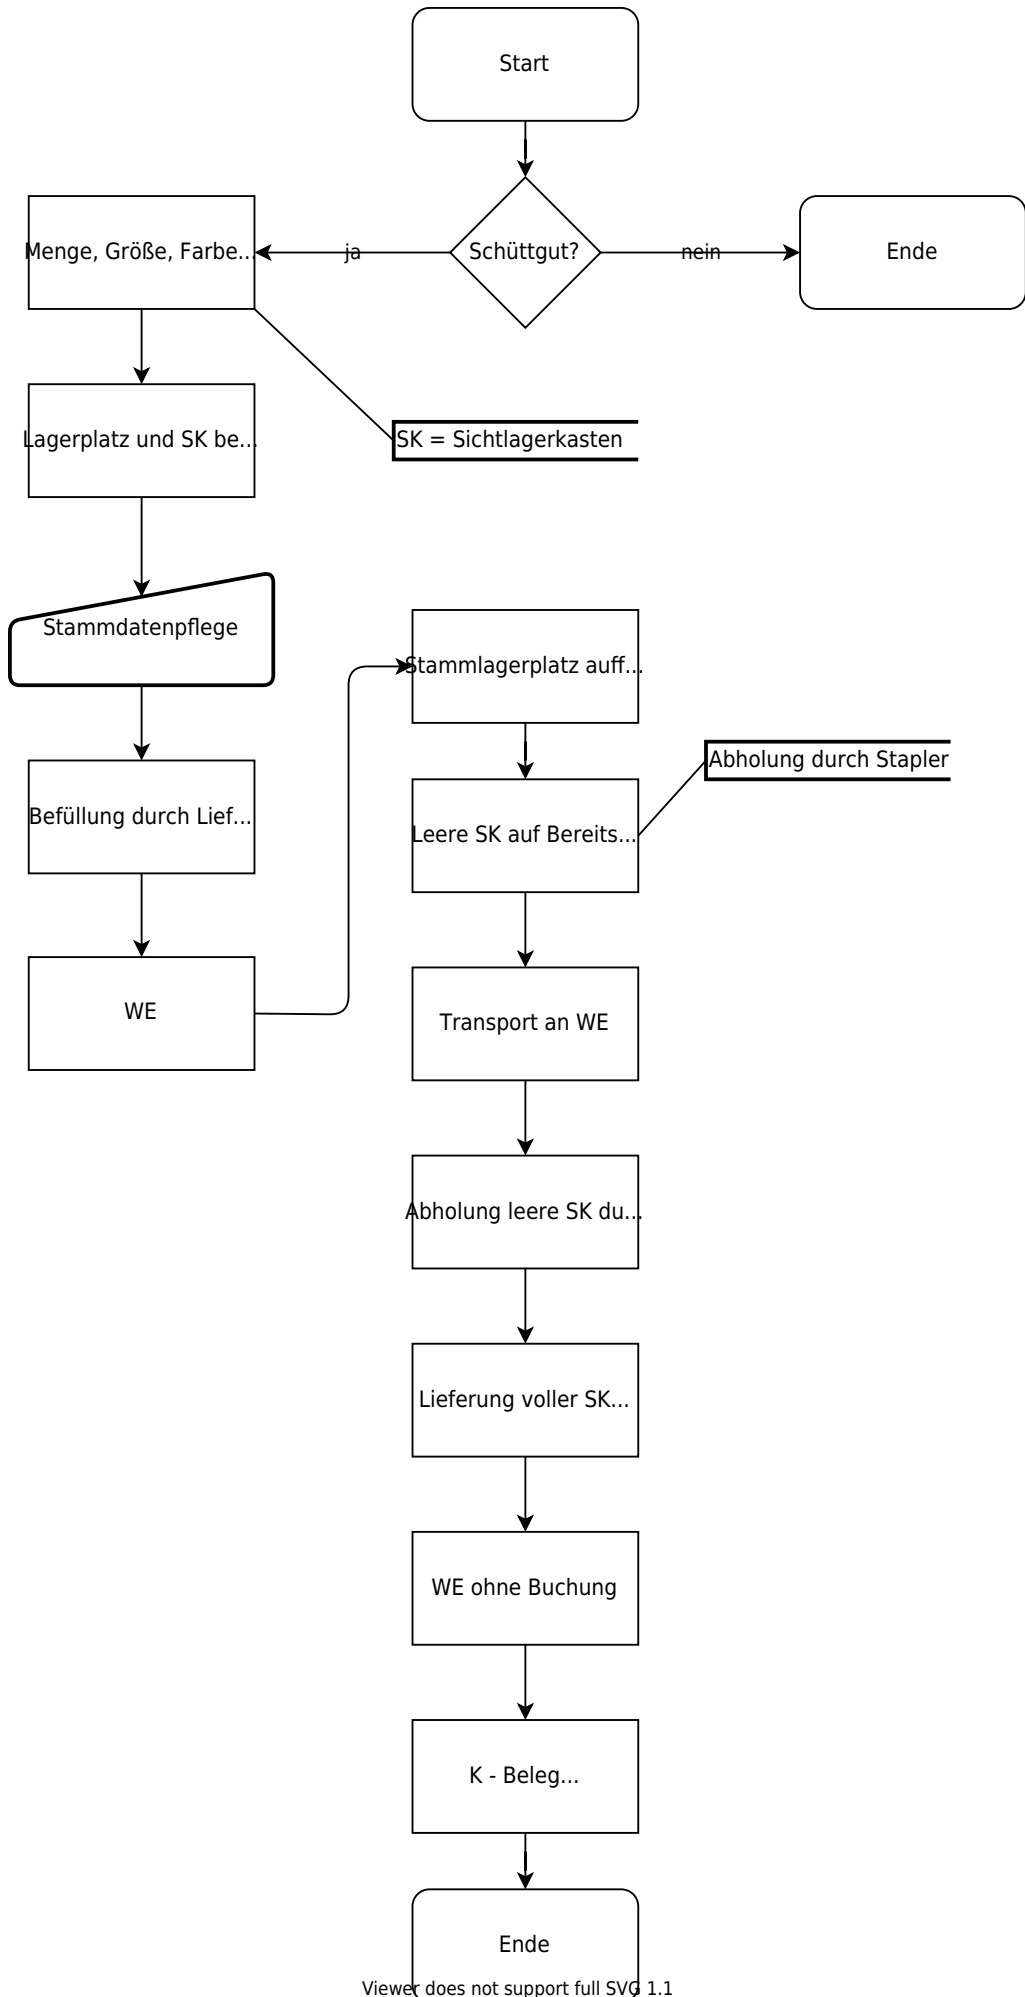 Start
Schüttgut?
ja
nein
Ende
Menge, Größe, Farbe...
Lagerplatz und SK be...
SK = Sichtlagerkasten
Stammdatenpflege
Befüllung durch Lief...
WE
Stammlagerplatz auff...
Abholung durch Stapler
Leere SK auf Bereits...
Transport an WE
Abholung leere SK du...
Lieferung voller SK...
WE ohne Buchung
K - Beleg...
Ende
Viewer does not support full SVG 1.1